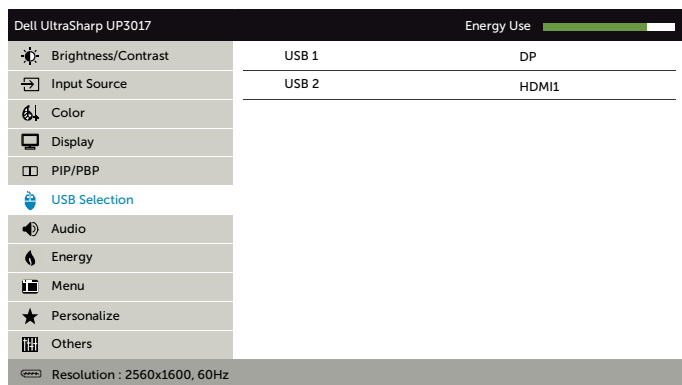 Dell UltraSharp UP3017 Energy Use
Brightness/Contrast USB 1 DP
Input Source USB 2 HDMI1
Color
Display
PIP/PBP
USB Selection
Audio
Energy
Menu
Personalize
Others
Resolution : 2560x1600, 60Hz